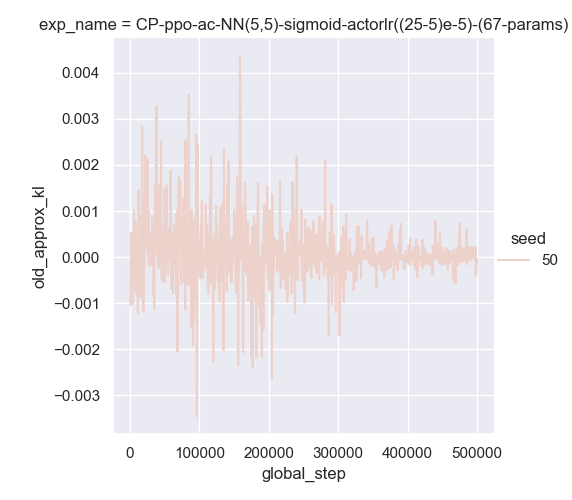 exp_name = CP-ppo-ac-NN(5,5)-sigmoid-actorlr((25-5)e-5)-(67-params)
0.004
0.003
0.002
0.001
0.000
−0.001
−0.002
−0.003
old_approx_kl
seed
50
0 100000 200000 300000 400000 500000
global_step